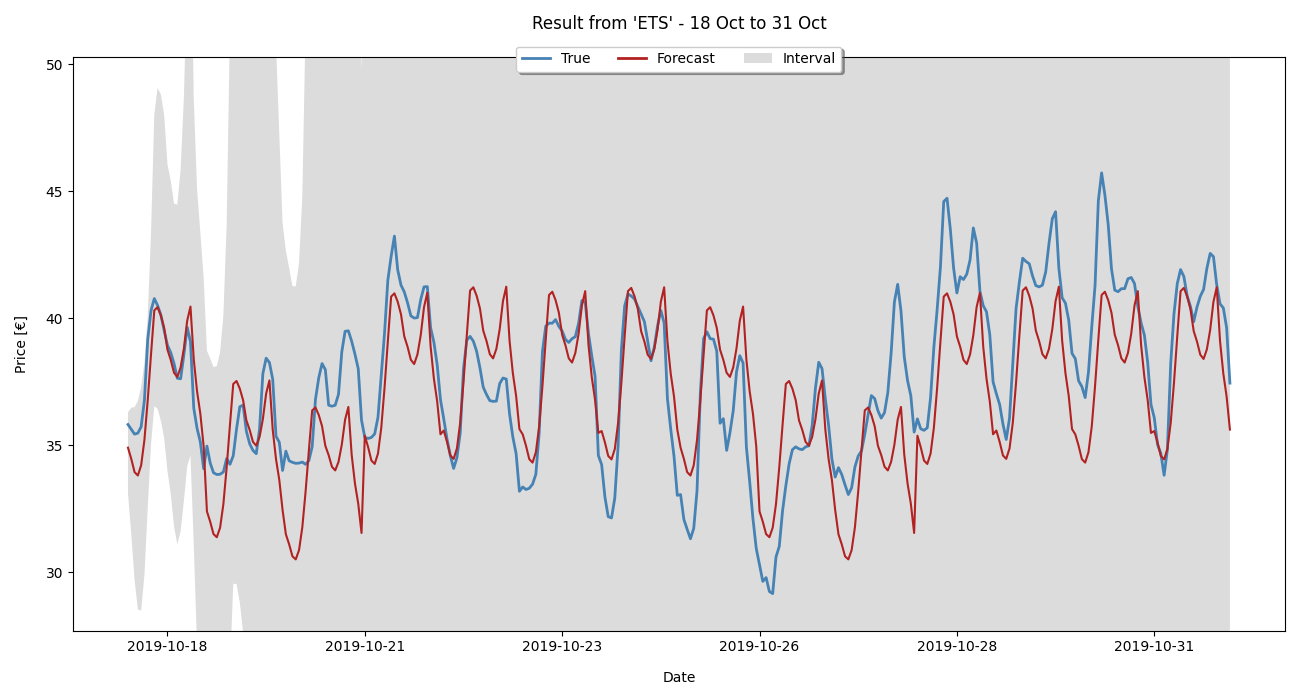 Result from 'ETS' - 18 Oct to 31 Oct
True Forecast Interval
50
45
40
35
30
Price [€]
2019-10-18 2019-10-21 2019-10-23 2019-10-26 2019-10-28 2019-10-31
Date